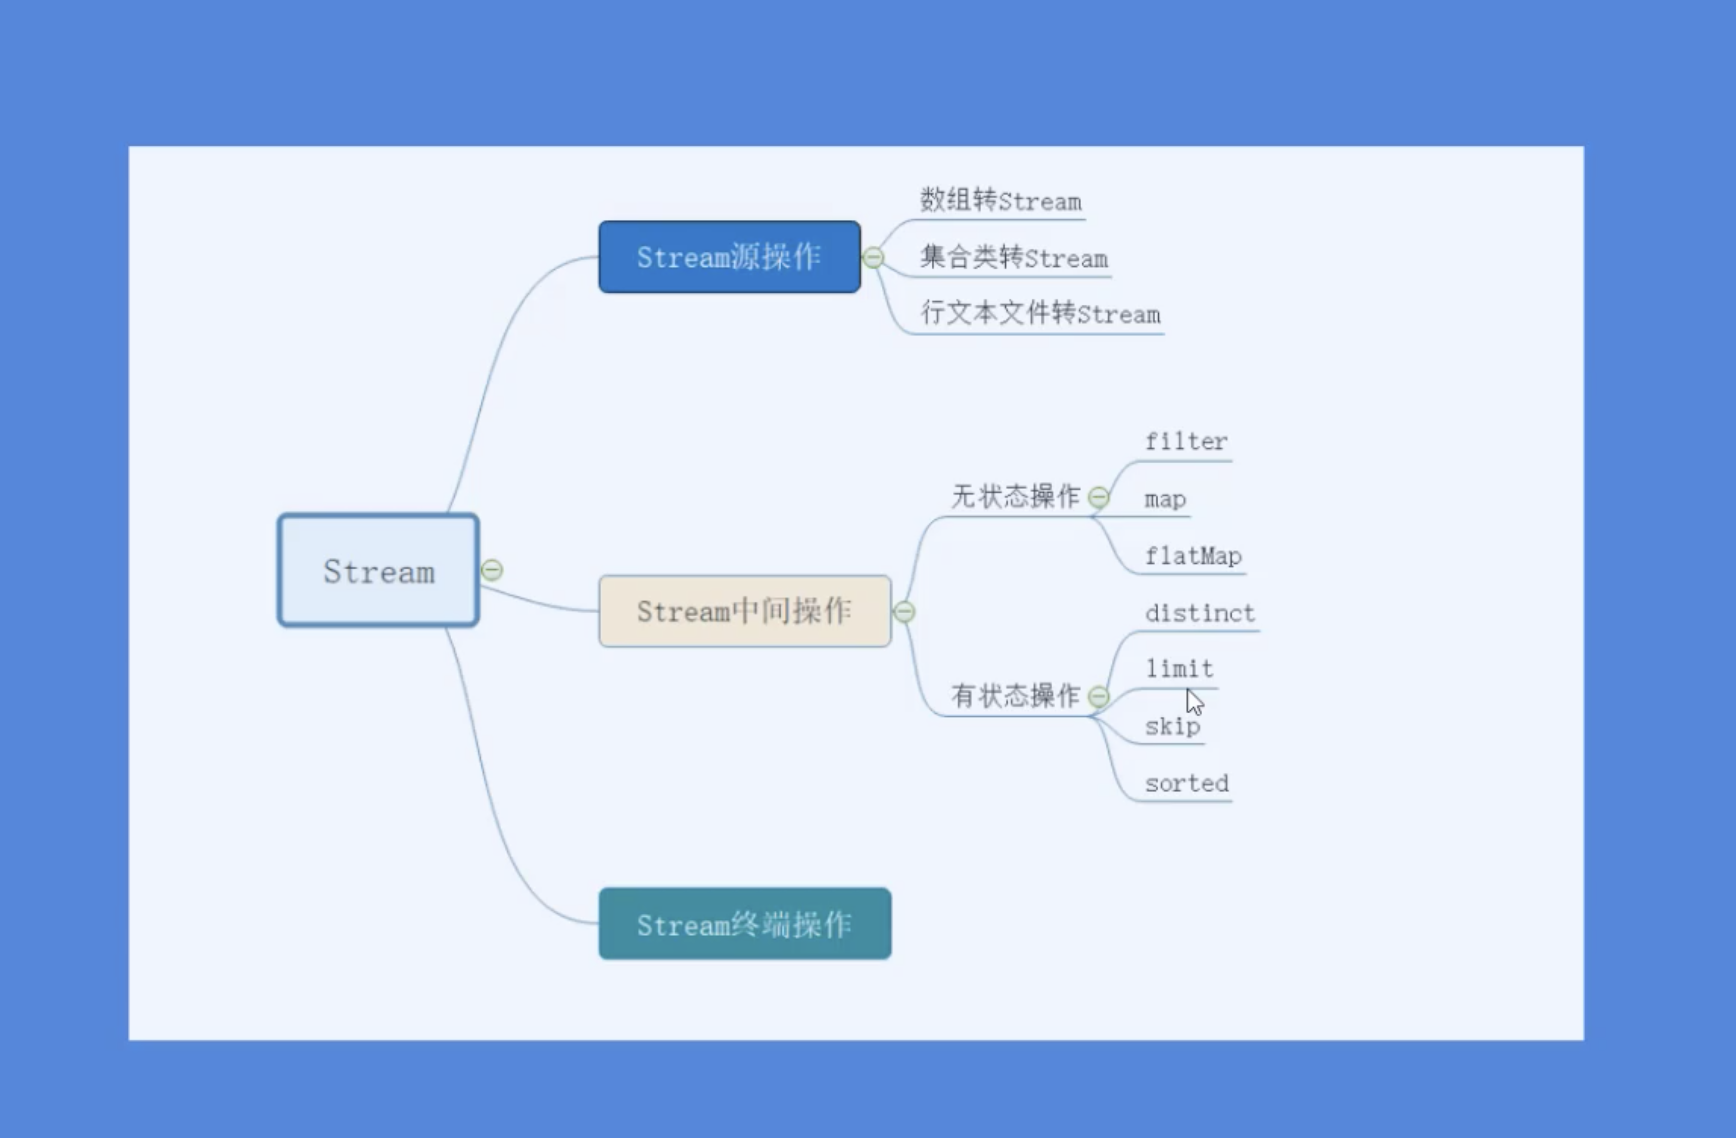 Stream
Stream源操作
数组转Stream
集合类转Stream
行文本文件转Stream
Stream中间操作
无状态操作
filter
map
flatMap
有状态操作
distinct
limit
skip
sorted
Stream终端操作